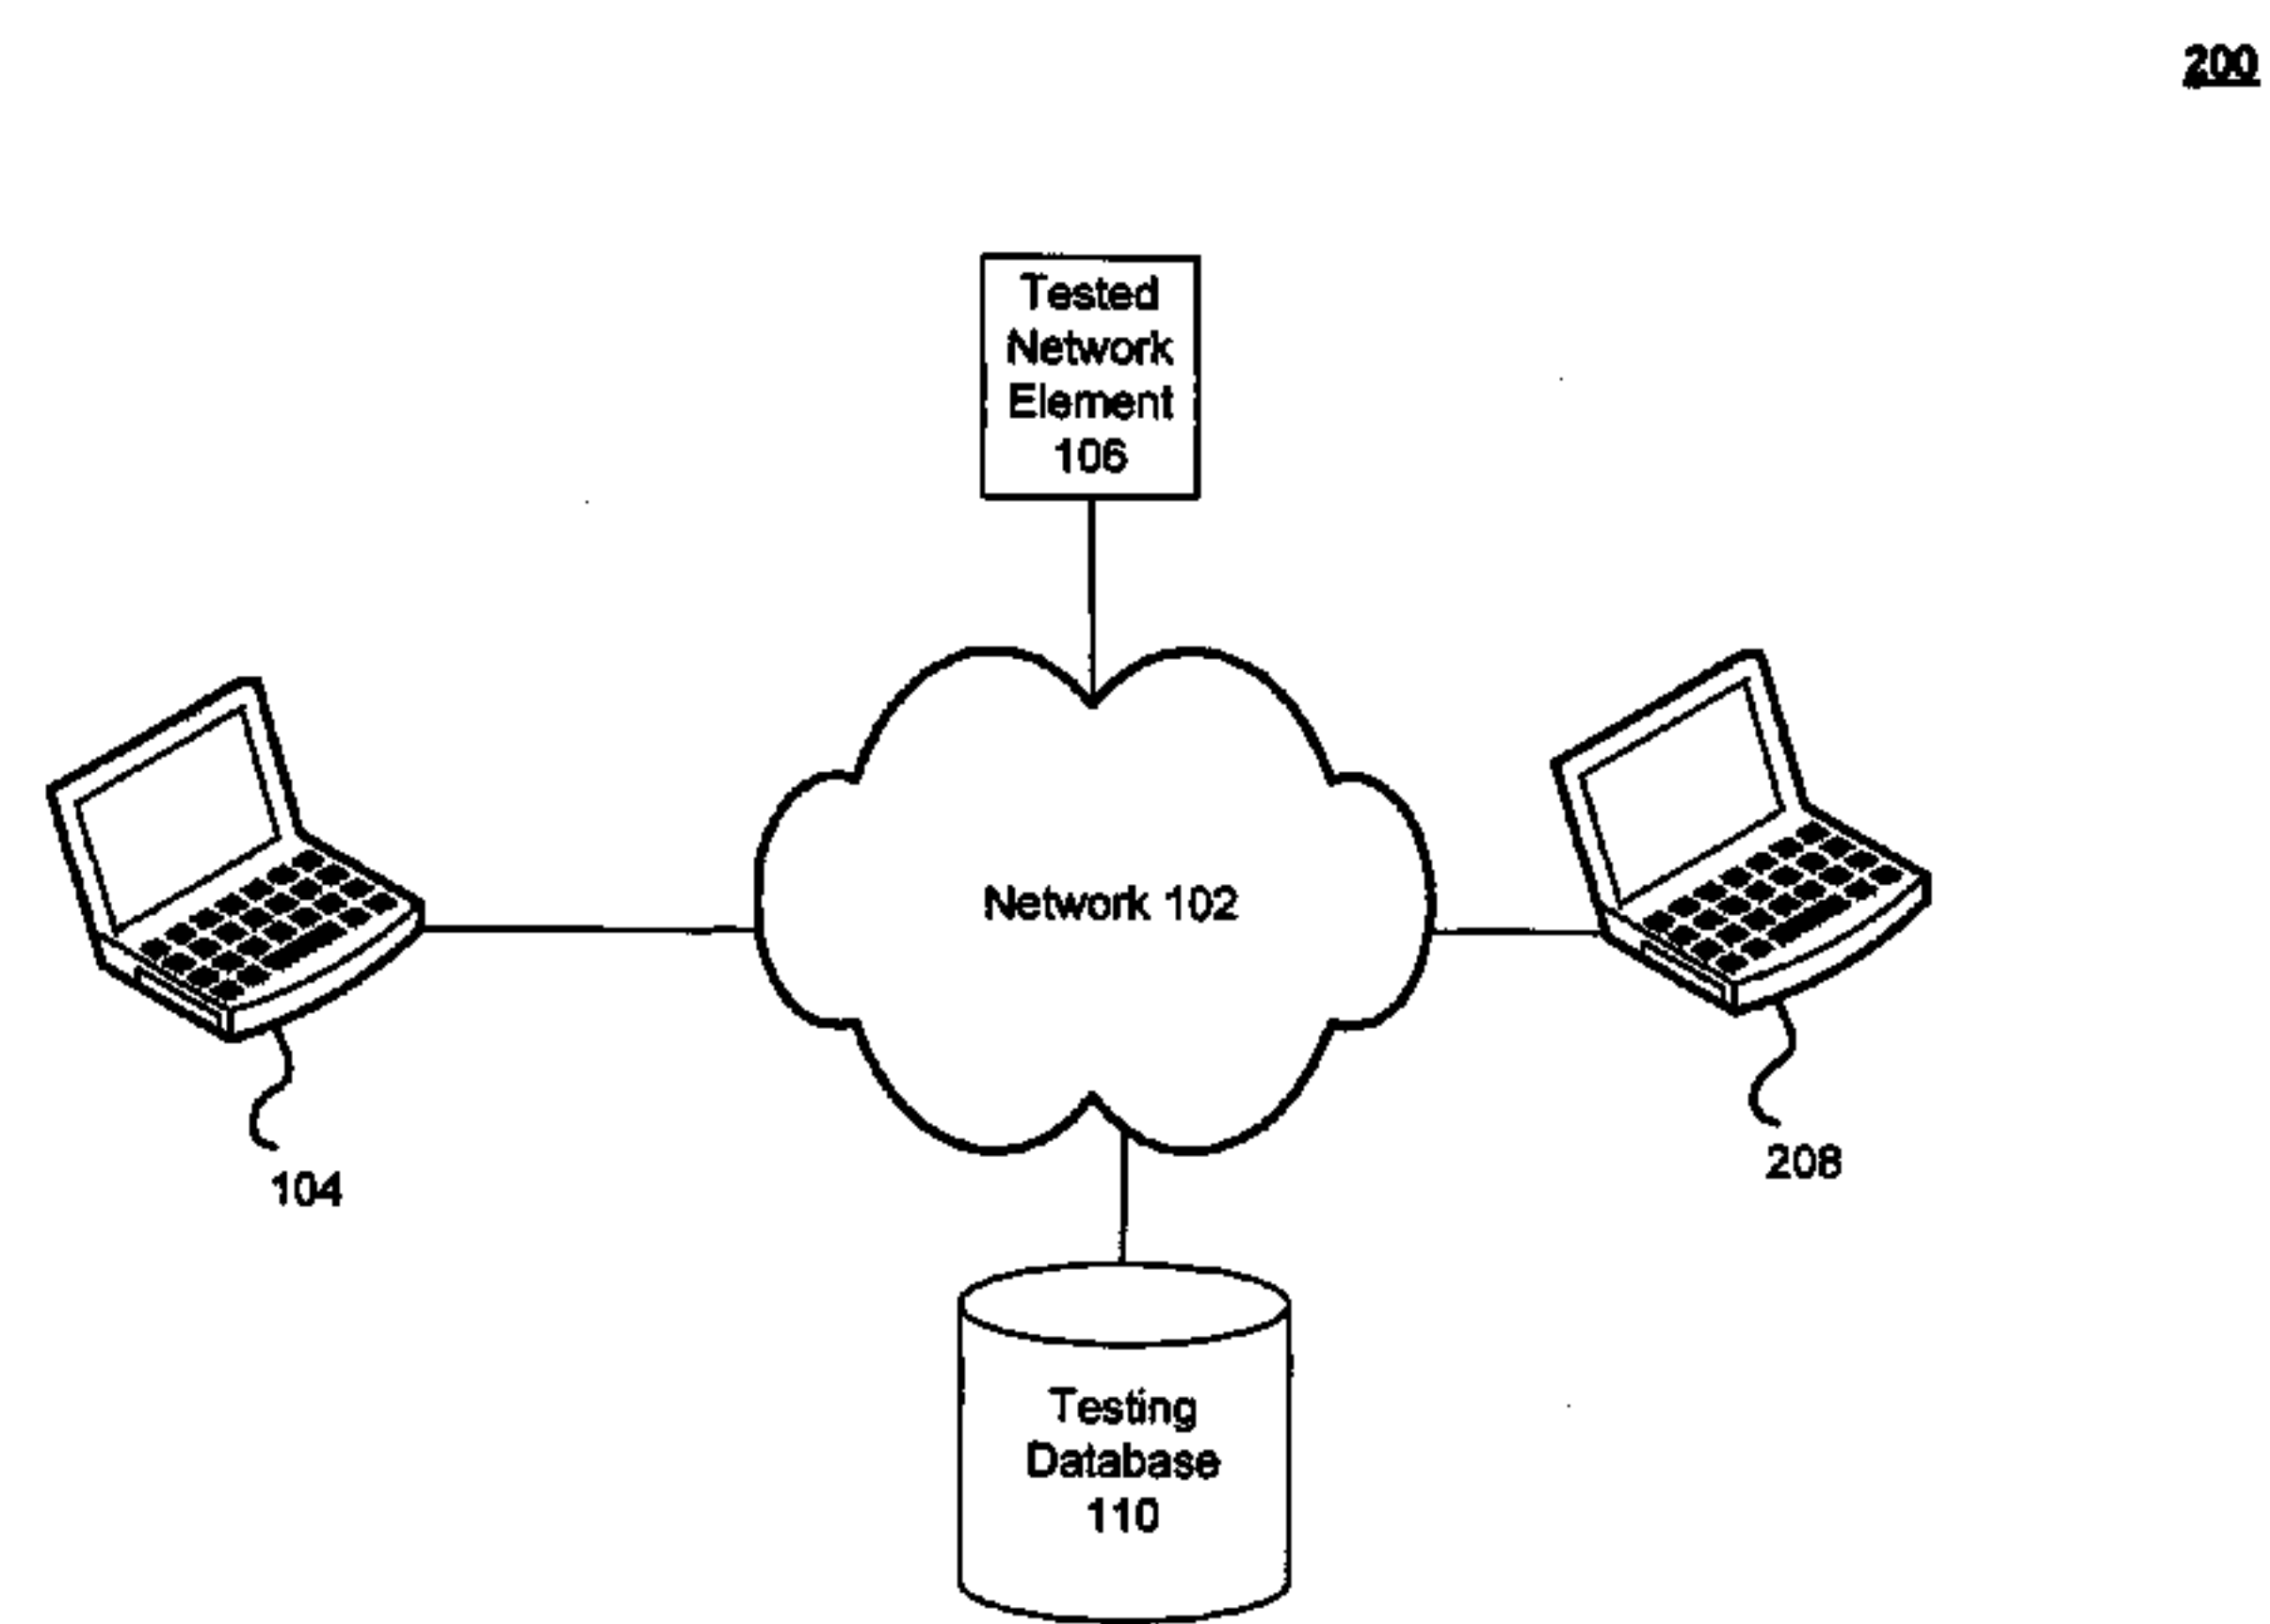 200
Tested
Network
Element
106
Network 102
104
208
Testing
Database
110